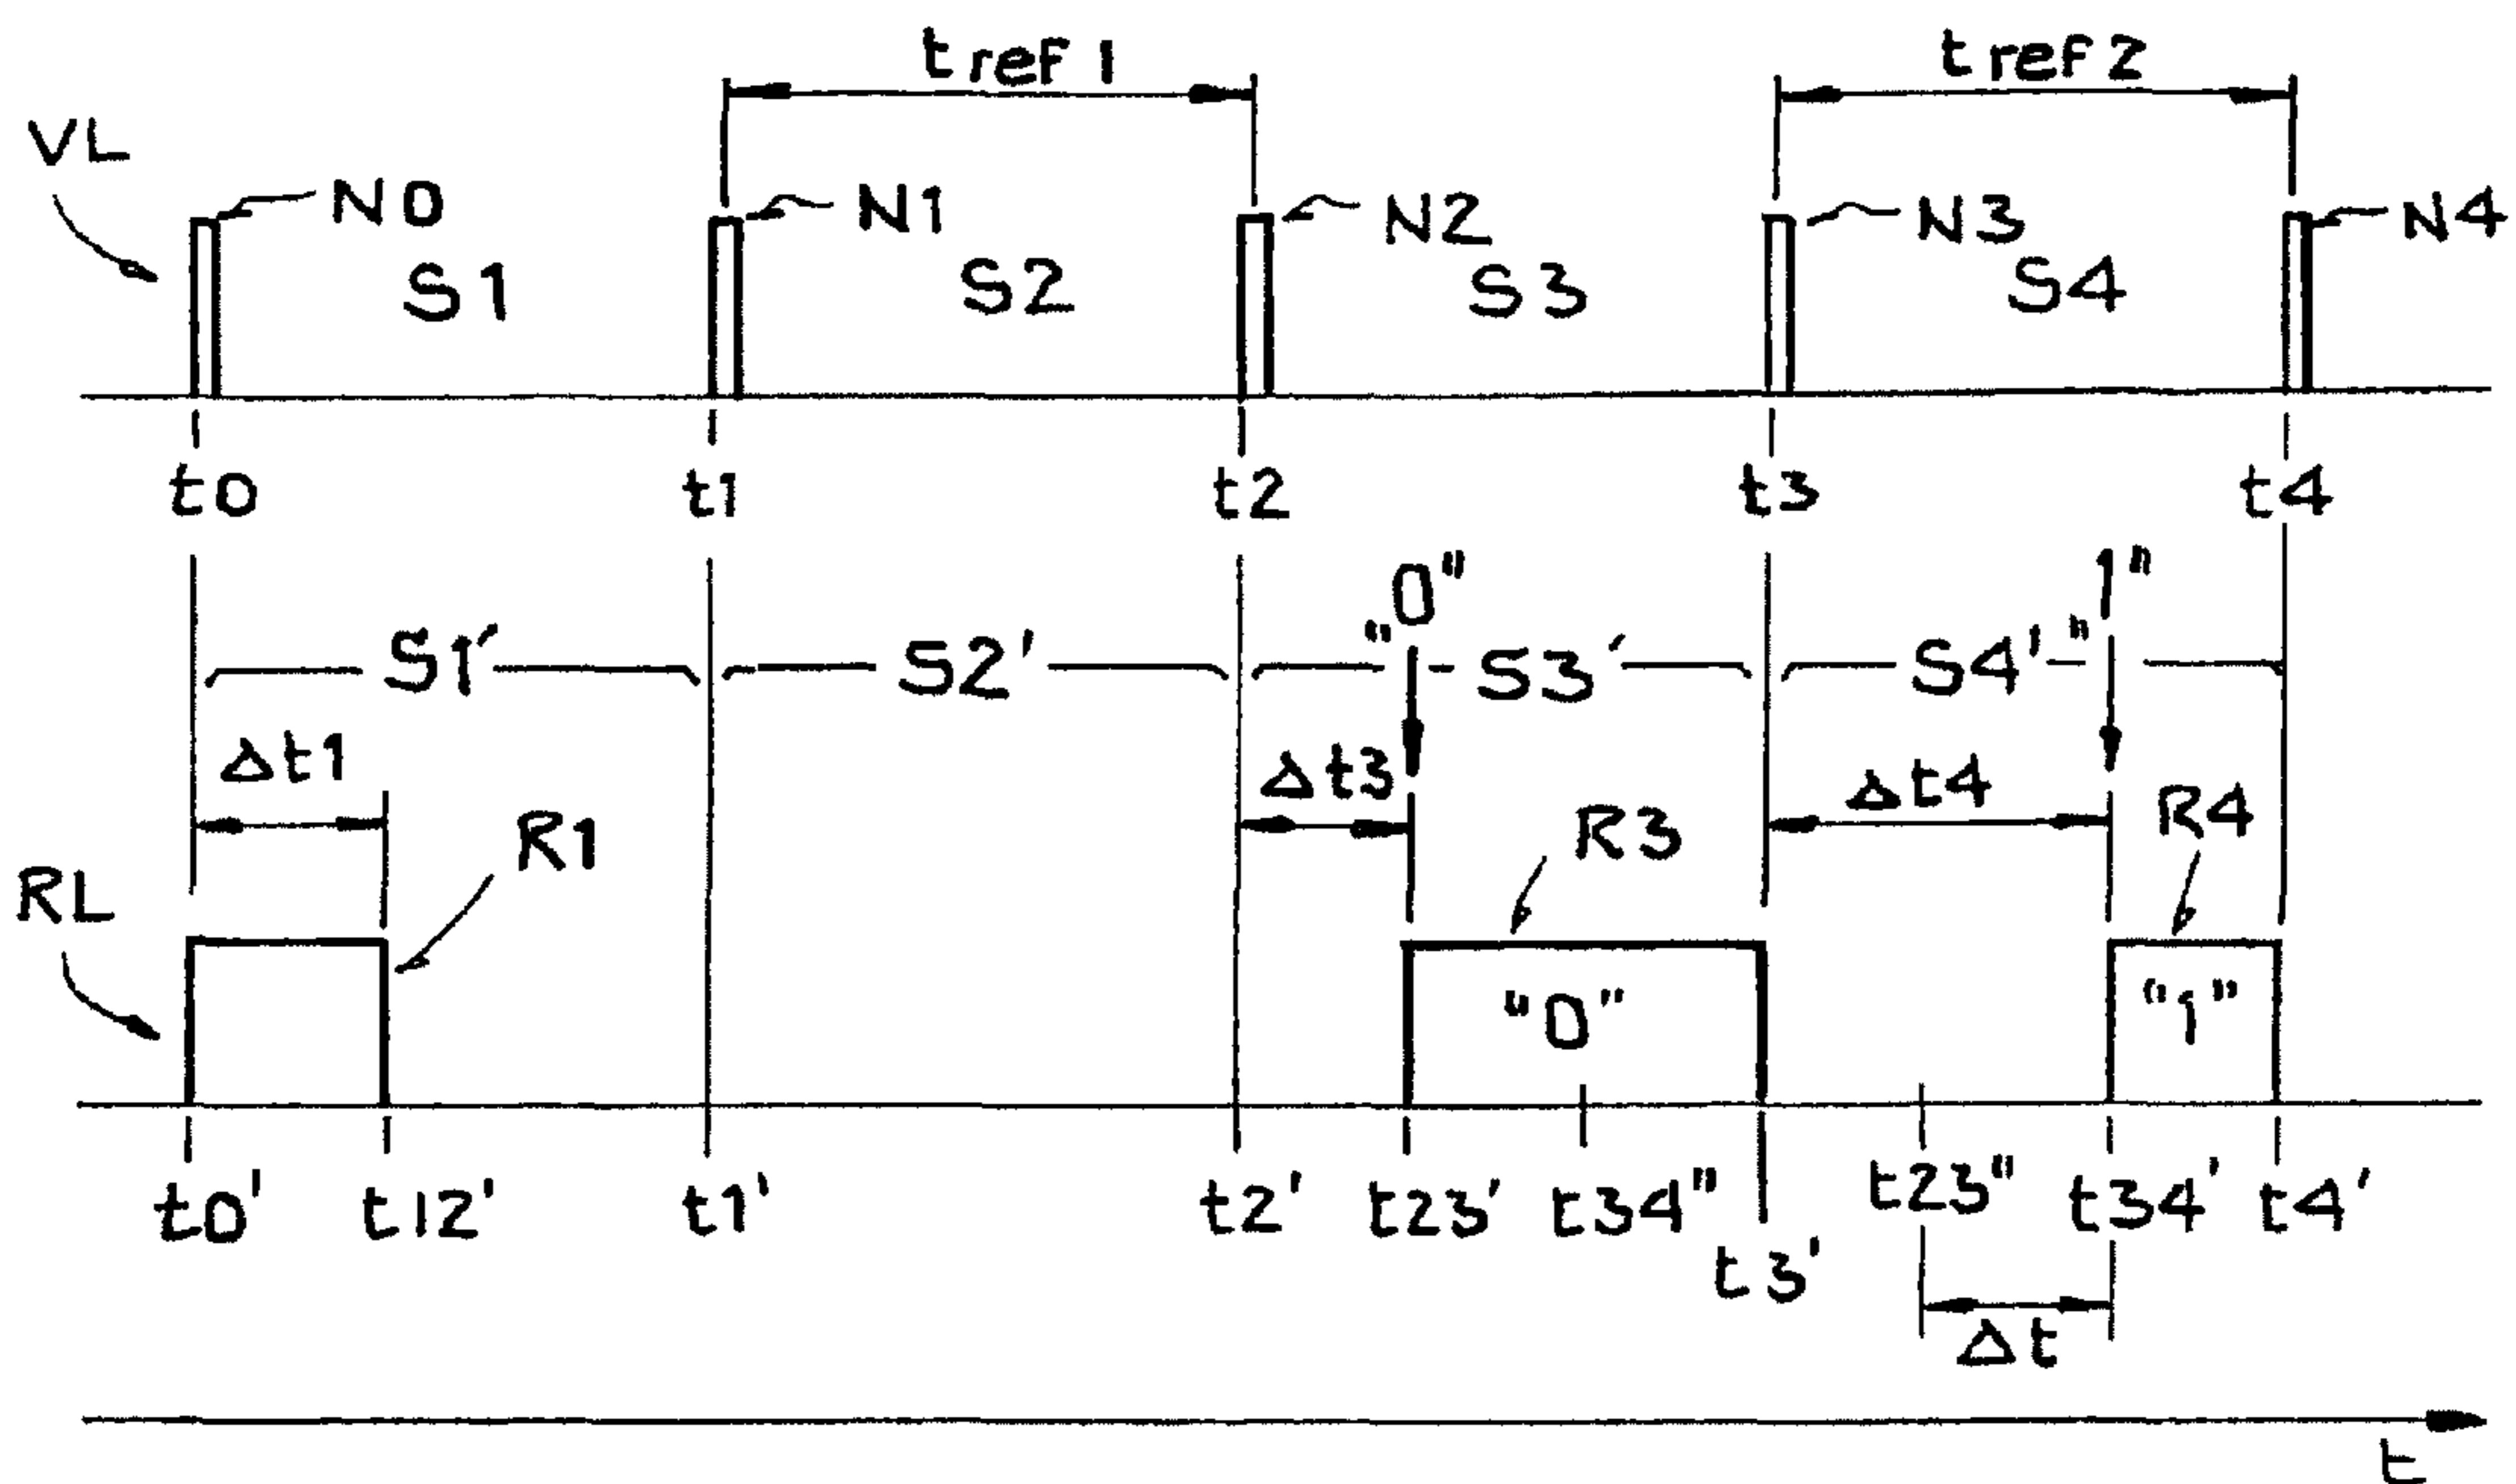 t ref 1
t ref 2
VL
N0
N1
N2
N3
N4
S1
S2
S3
S4
t0
t1
t2
t3
t4
"0"
"1"
S1'
S2'
S3'
S4'
Δt1
Δt3
Δt4
R1
R3
R4
RL
"0"
"1"
t0'
t12'
t1'
t2'
t23'
t34"
t3'
t23"
t34'
t4'
Δt
t